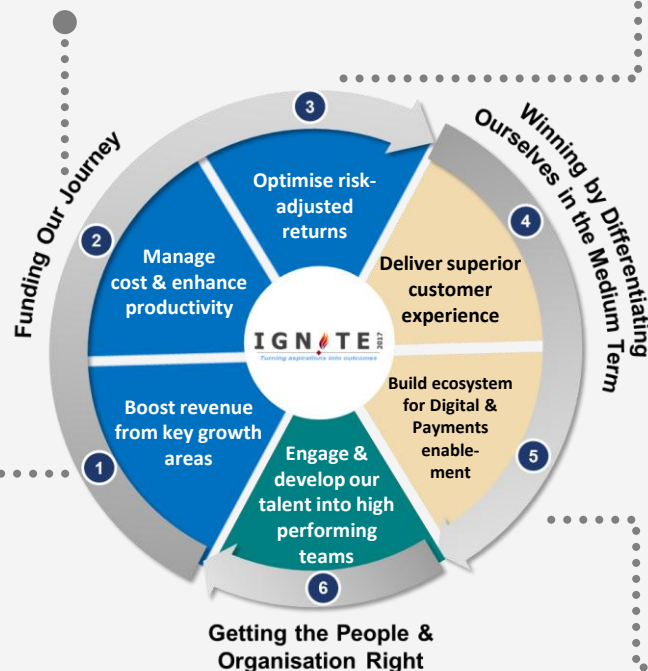 Funding Our Journey
Winning by Differentiating
Ourselves in the Medium Term
3
Optimise risk-
adjusted
returns
2
Manage
cost & enhance
productivity
4
Deliver superior
customer
experience
IGNITE 2017
Turning aspirations into outcomes
1
Boost revenue
from key growth
areas
5
Build ecosystem
for Digital &
Payments
enable-
ment
Engage &
develop our
talent into high
performing
teams
6
Getting the People &
Organisation Right